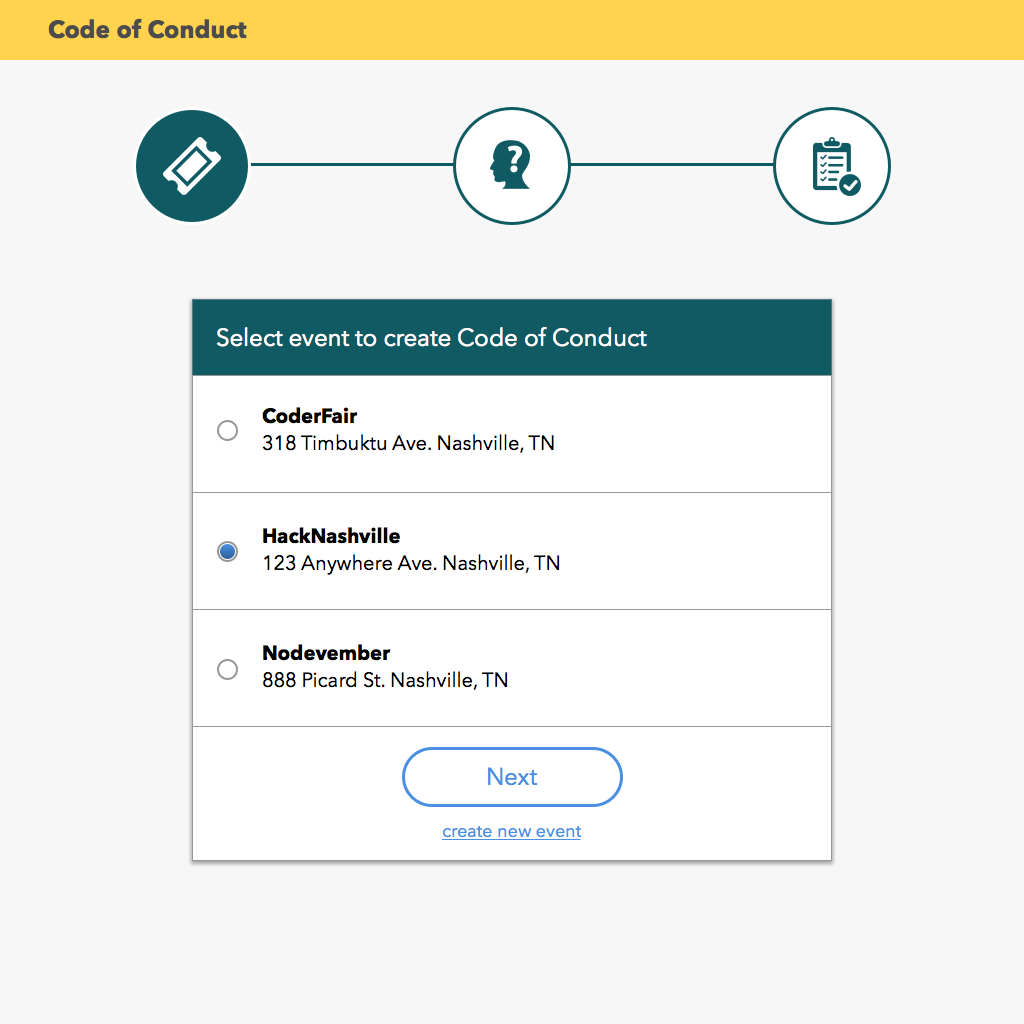 Code of Conduct
?
Select event to create Code of Conduct
CoderFair
318 Timbuktu Ave. Nashville, TN
HackNashville
123 Anywhere Ave. Nashville, TN
Nodevember
888 Picard St. Nashville, TN
Next
create new event